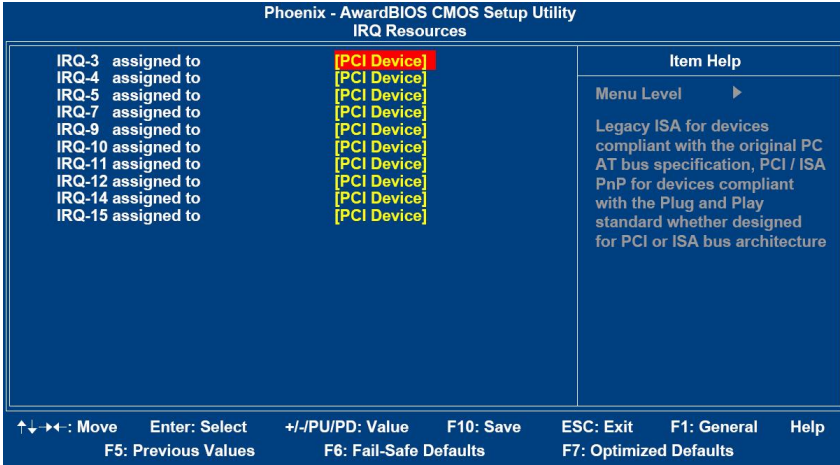 Phoenix - AwardBIOS CMOS Setup Utility
IRQ Resources
IRQ-3 assigned to [PCI Device]
IRQ-4 assigned to [PCI Device]
IRQ-5 assigned to [PCI Device]
IRQ-7 assigned to [PCI Device]
IRQ-9 assigned to [PCI Device]
IRQ-10 assigned to [PCI Device]
IRQ-11 assigned to [PCI Device]
IRQ-12 assigned to [PCI Device]
IRQ-14 assigned to [PCI Device]
IRQ-15 assigned to [PCI Device]
Item Help
Menu Level ▶
Legacy ISA for devices
compliant with the original PC
AT bus specification, PCI / ISA
PnP for devices compliant
with the Plug and Play
standard whether designed
for PCI or ISA bus architecture
↑↓→←: Move Enter: Select +/-/PU/PD: Value F10: Save ESC: Exit F1: General Help
F5: Previous Values F6: Fail-Safe Defaults F7: Optimized Defaults